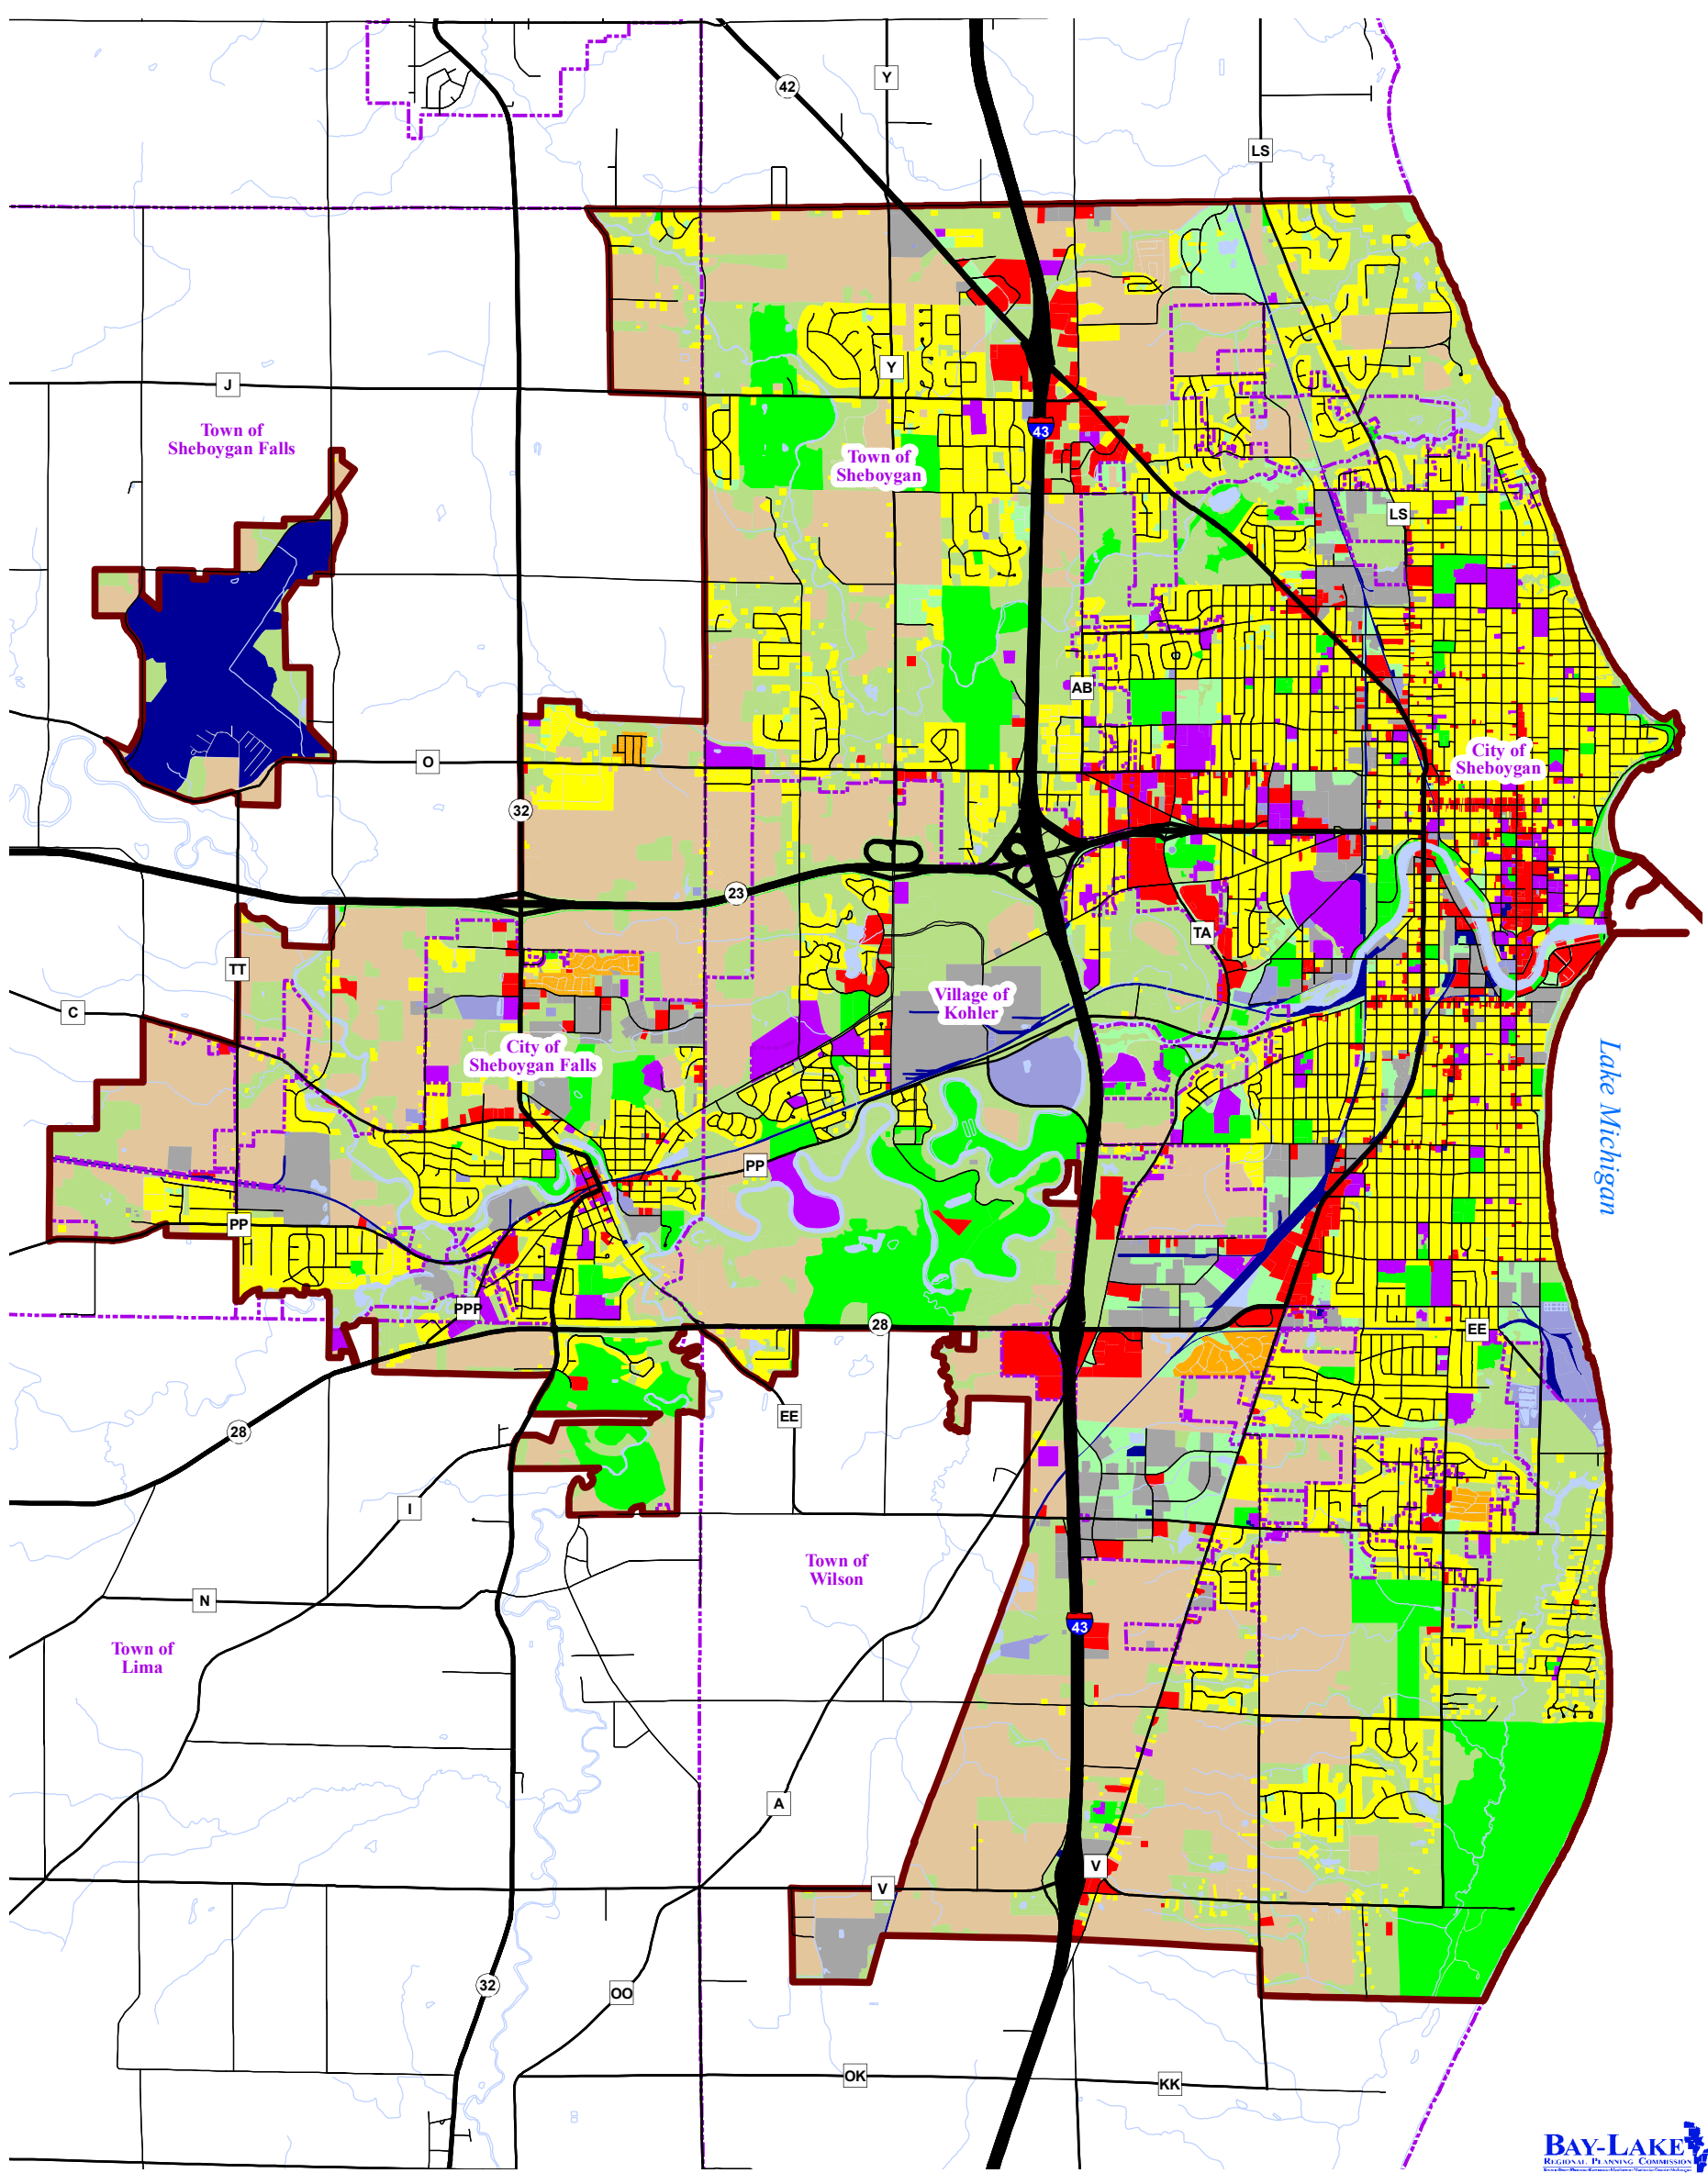 42
Y
LS
J
Y
Town of
Sheboygan Falls
43
Town of
Sheboygan
LS
AB
City of
Sheboygan
O
32
23
TA
TT
Village of
Kohler
C
City of
Sheboygan Falls
Lake Michigan
PP
PP
PPP
28
EE
EE
28
I
Town of
Wilson
N
43
Town of
Lima
A
V
V
32
OO
OK
KK
BAY-LAKE
REGIONAL PLANNING COMMISSION